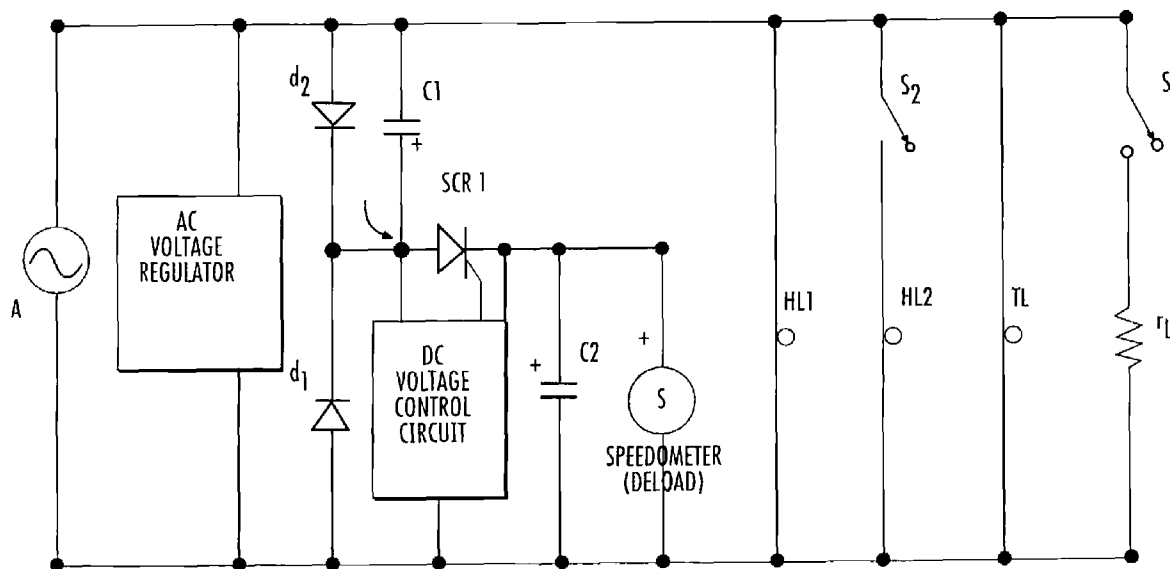 d2
C1
+
S2
S
SCR 1
AC
VOLTAGE
REGULATOR
A
HL1
HL2
TL
rL
d1
DC
VOLTAGE
CONTROL
CIRCUIT
+
C2
+
S
SPEEDOMETER
(DELOAD)